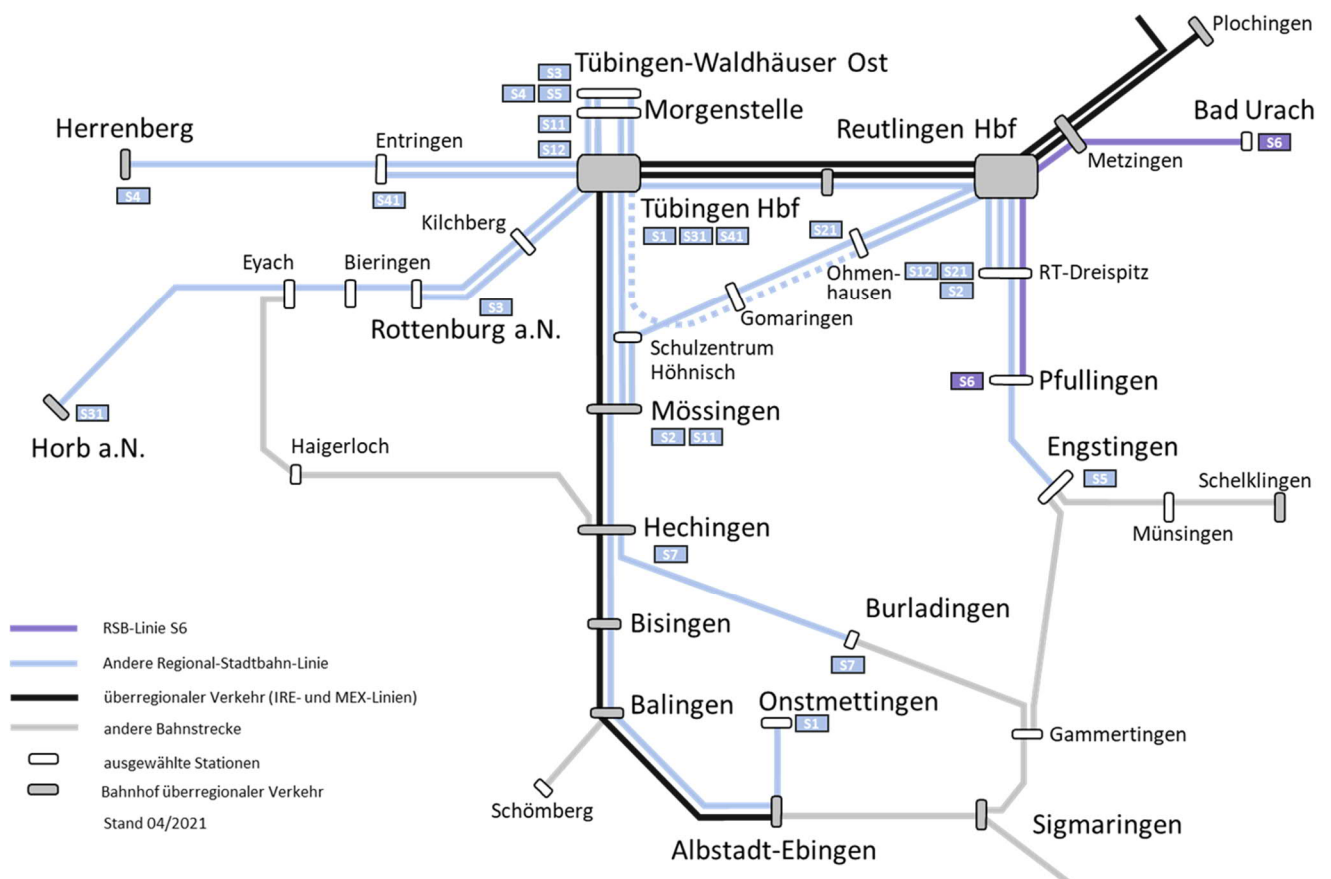 Plochingen
S3
Tübingen-Waldhäuser Ost
S4 S5
Morgenstelle
Bad Urach
S6
Herrenberg
S11
Reutlingen Hbf
Entringen
S12
Metzingen
S4
S41
Tübingen Hbf
Kilchberg
S1 S31 S41
S21
Eyach
Bieringen
Ohmen-
hausen
S12 S21
S2
RT-Dreispitz
S3
Rottenburg a.N.
Gomaringen
Schulzentrum
Höhnisch
S6
Pfullingen
S31
Mössingen
S2 S11
Horb a.N.
Haigerloch
Engstingen
S5
Schelklingen
Münsingen
Hechingen
S7
Burladingen
S7
RSB-Linie S6
Bisingen
Andere Regional-Stadtbahn-Linie
überregionaler Verkehr (IRE- und MEX-Linien)
Balingen
Onstmettingen
S1
andere Bahnstrecke
Gammertingen
ausgewählte Stationen
Bahnhof überregionaler Verkehr
Schömberg
Stand 04/2021
Sigmaringen
Albstadt-Ebingen